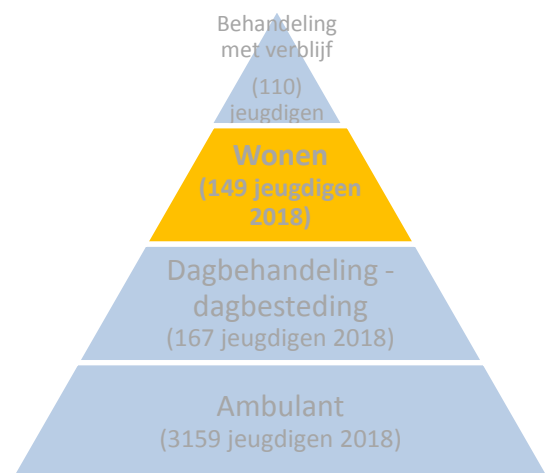 Behandeling
met verblijf
(110)
jeugdigen
Wonen
(149 jeugdigen
2018)
Dagbehandeling -
dagbesteding
(167 jeugdigen 2018)
Ambulant
(3159 jeugdigen 2018)